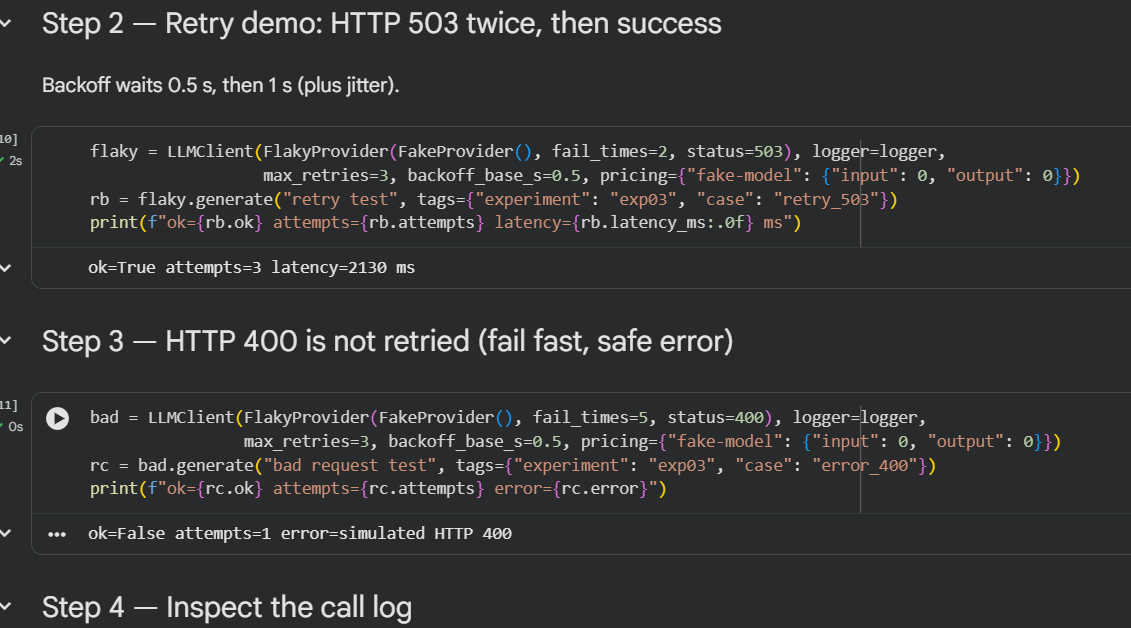 Step 2 — Retry demo: HTTP 503 twice, then success
Backoff waits 0.5 s, then 1 s (plus jitter).
10]
2s
flaky = LLMClient(FlakyProvider(FakeProvider(), fail_times=2, status=503), logger=logger,
max_retries=3, backoff_base_s=0.5, pricing={"fake-model": {"input": 0, "output": 0}})
rb = flaky.generate("retry test", tags={"experiment": "exp03", "case": "retry_503"})
print(f"ok={rb.ok} attempts={rb.attempts} latency={rb.latency_ms:.0f} ms")
ok=True attempts=3 latency=2130 ms
Step 3 — HTTP 400 is not retried (fail fast, safe error)
11]
0s
bad = LLMClient(FlakyProvider(FakeProvider(), fail_times=5, status=400), logger=logger,
max_retries=3, backoff_base_s=0.5, pricing={"fake-model": {"input": 0, "output": 0}})
rc = bad.generate("bad request test", tags={"experiment": "exp03", "case": "error_400"})
print(f"ok={rc.ok} attempts={rc.attempts} error={rc.error}")
ok=False attempts=1 error=simulated HTTP 400
Step 4 — Inspect the call log